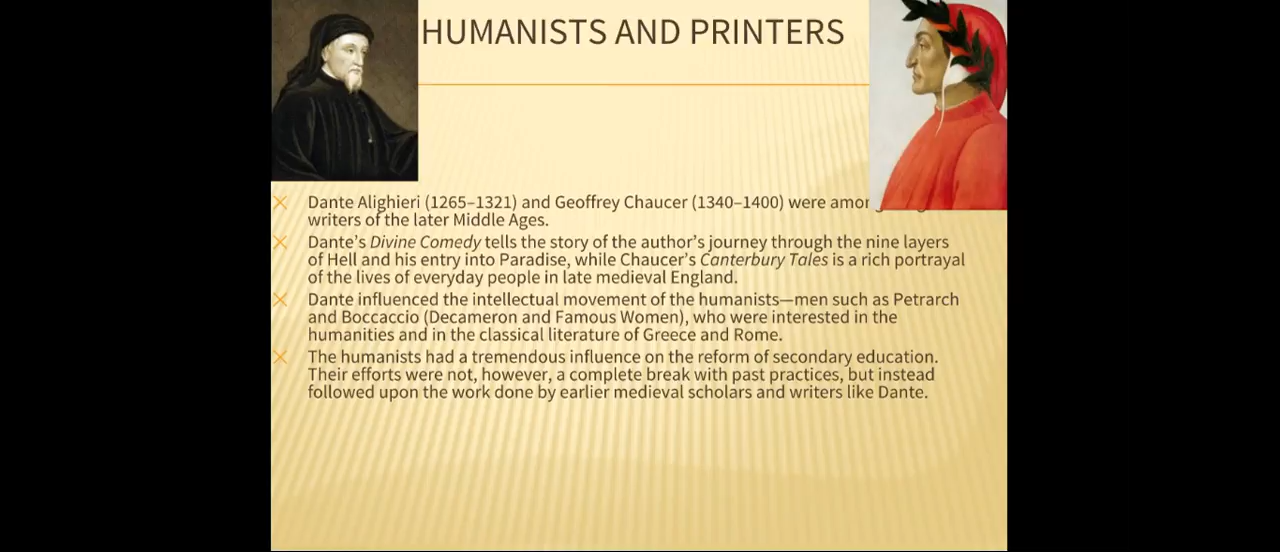 HUMANISTS AND PRINTERS
Dante Alighieri (1265–1321) and Geoffrey Chaucer (1340–1400) were
writers of the later Middle Ages.
Dante's Divine Comedy tells the story of the author's journey through the nine layers
of Hell and his entry into Paradise, while Chaucer's Canterbury Tales is a rich portrayal
of the lives of everyday people in late medieval England.
Dante influenced the intellectual movement of the humanists—men such as Petrarch
and Boccaccio (Decameron and Famous Women), who were interested in the
humanities and in the classical literature of Greece and Rome.
The humanists had a tremendous influence on the reform of secondary education.
Their efforts were not, however, a complete break with past practices, but instead
followed upon the work done by earlier medieval scholars and writers like Dante.